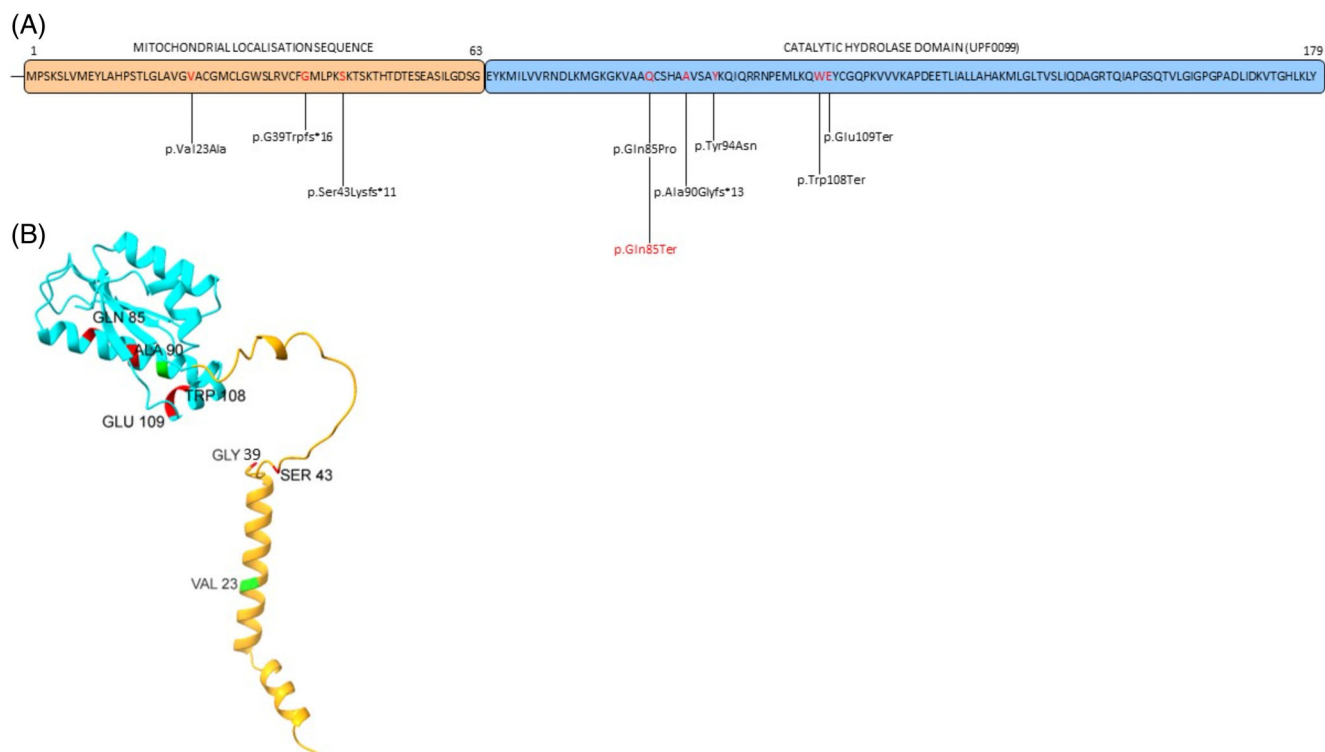 (A)
1 MITOCHONDRIAL LOCALISATION SEQUENCE 63 CATALYTIC HYDROLASE DOMAIN (UPF0099) 179
MPSKSLVMEYLAHPSTLGLAVGVACGMCLGWSLRVCFGMLPKSKTSKTHTDTESEASILGDSG EYKMILVVRNDLKMGKGKVAAQCSHAAVSAYKQIQRRNPEMLKQWEYCGQPKVVVKAPDEETLIALLAHAKMLGLTVSLIQDAGRTQIAPGSQTVLGIGPGPADLIDKVTGHLKLY
p.Val23Ala
p.G39Trpfs*16
p.Ser43Lysfs*11
p.Gln85Pro
p.Tyr94Asn
p.Glu109Ter
p.Ala90Glyfs*13
p.Trp108Ter
p.Gln85Ter
(B)
GLN 85
ALA 90
TRP 108
GLU 109
GLY 39
SER 43
VAL 23